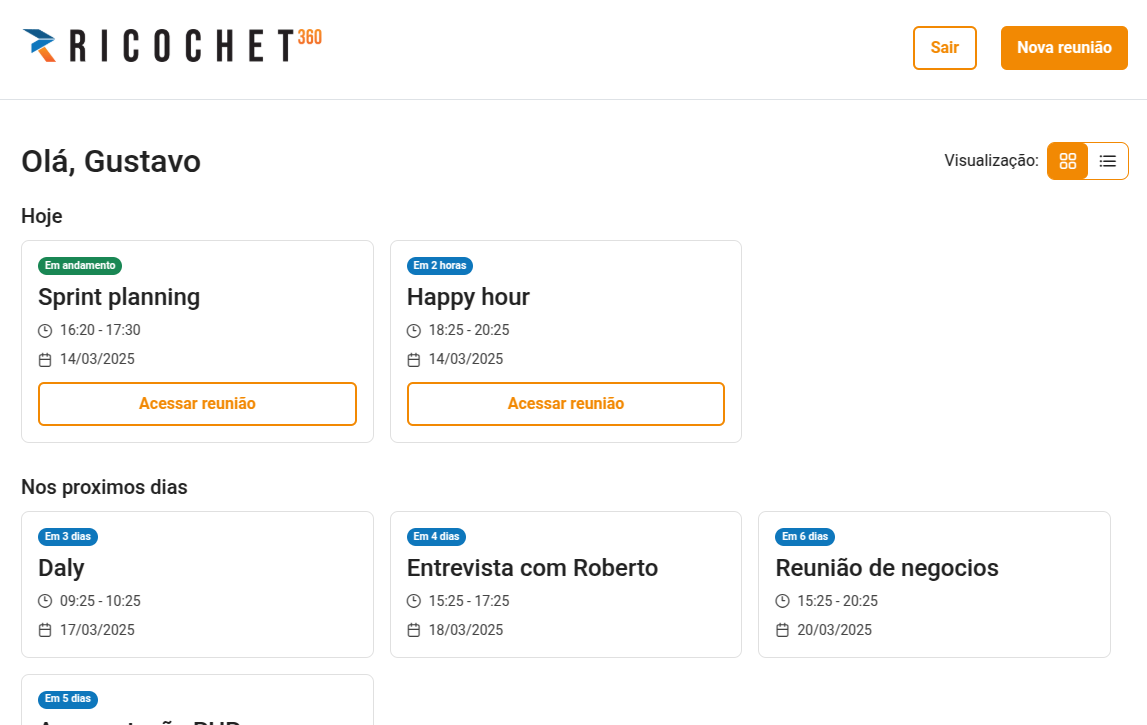 RICOCHET360
Sair
Nova reunião
Olá, Gustavo
Visualização:
Hoje
Em andamento
Sprint planning
16:20 - 17:30
14/03/2025
Acessar reunião
Em 2 horas
Happy hour
18:25 - 20:25
14/03/2025
Acessar reunião
Nos proximos dias
Em 3 dias
Daly
09:25 - 10:25
17/03/2025
Em 4 dias
Entrevista com Roberto
15:25 - 17:25
18/03/2025
Em 6 dias
Reunião de negocios
15:25 - 20:25
20/03/2025
Em 5 dias